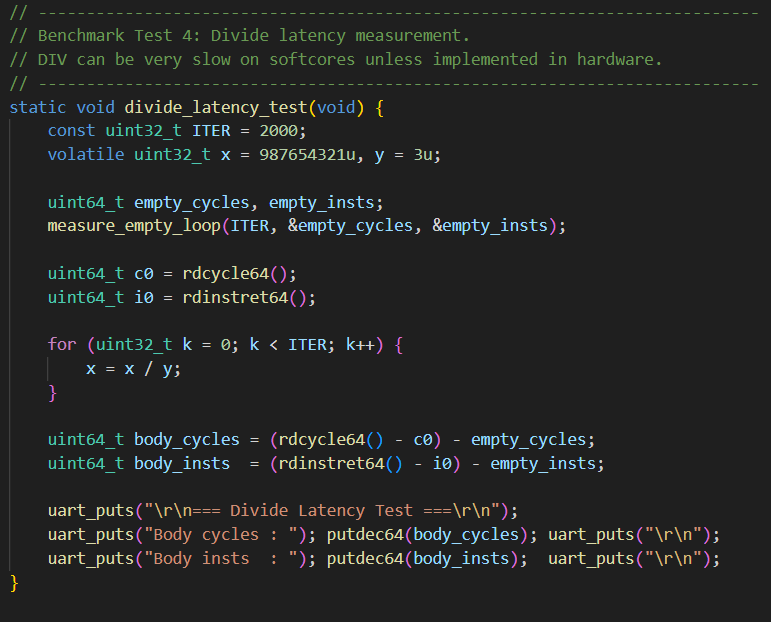 // ---------------------------------------------------------------------------
// Benchmark Test 4: Divide latency measurement.
// DIV can be very slow on softcores unless implemented in hardware.
// ---------------------------------------------------------------------------
static void divide_latency_test(void) {
    const uint32_t ITER = 2000;
    volatile uint32_t x = 987654321u, y = 3u;

    uint64_t empty_cycles, empty_insts;
    measure_empty_loop(ITER, &empty_cycles, &empty_insts);

    uint64_t c0 = rdcycle64();
    uint64_t i0 = rdinstret64();

    for (uint32_t k = 0; k < ITER; k++) {
        x = x / y;
    }

    uint64_t body_cycles = (rdcycle64() - c0) - empty_cycles;
    uint64_t body_insts  = (rdinstret64() - i0) - empty_insts;

    uart_puts("\r\n=== Divide Latency Test ===\r\n");
    uart_puts("Body cycles : "); putdec64(body_cycles); uart_puts("\r\n");
    uart_puts("Body insts  : "); putdec64(body_insts);  uart_puts("\r\n");
}